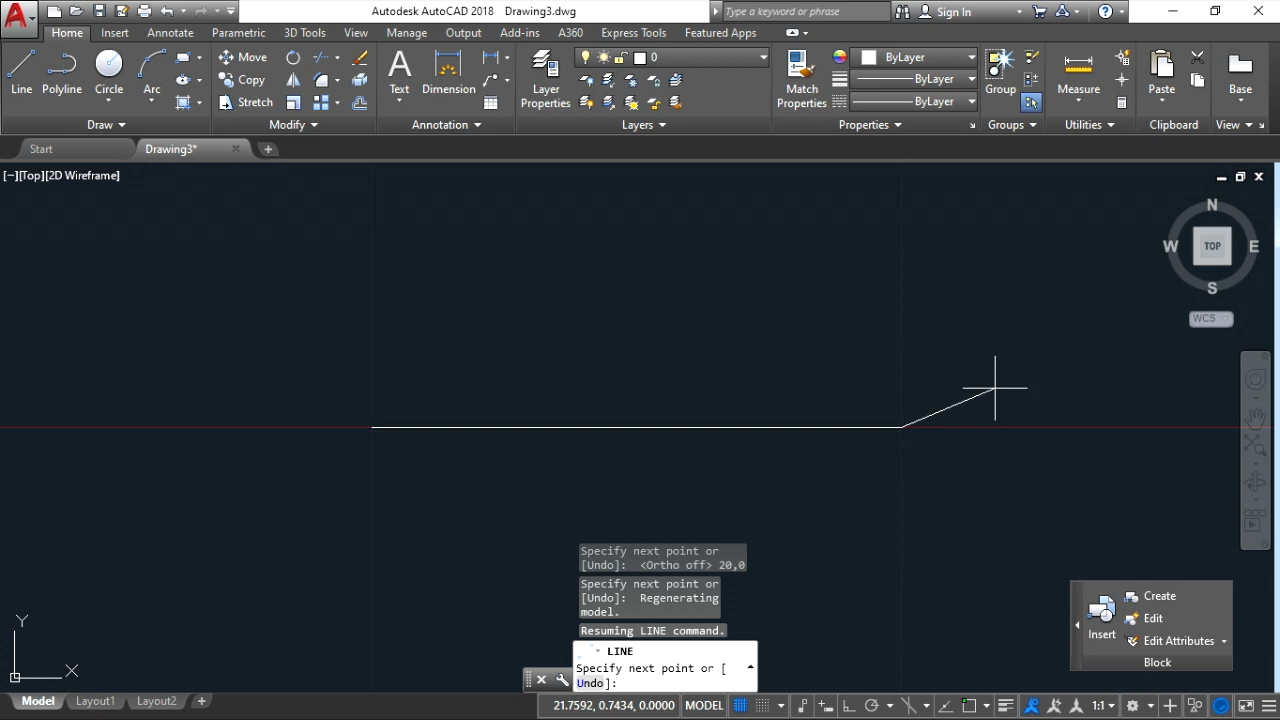 Autodesk AutoCAD 2018 Drawing3.dwg
Type a keyword or phrase
Sign In
Home Insert Annotate Parametric 3D Tools View Manage Output Add-ins A360 Express Tools Featured Apps
Move
Copy
Stretch
Line Polyline Circle Arc
Text Dimension
Layer
Properties
0
Match
Properties
ByLayer
ByLayer
ByLayer
Group
Measure
Paste
Base
Draw Modify Annotation Layers Properties Groups Utilities Clipboard View
Start Drawing3*
[−][Top][2D Wireframe]
N
W TOP E
S
WCS
Specify next point or
[Undo]: <Ortho off> 20,0
Specify next point or
[Undo]: Regenerating
model.
Resuming LINE command.
LINE
Specify next point or [
Undo]:
Create
Edit
Edit Attributes
Insert
Block
Y
X
Model Layout1 Layout2
21.7592, 0.7434, 0.0000 MODEL 1:1